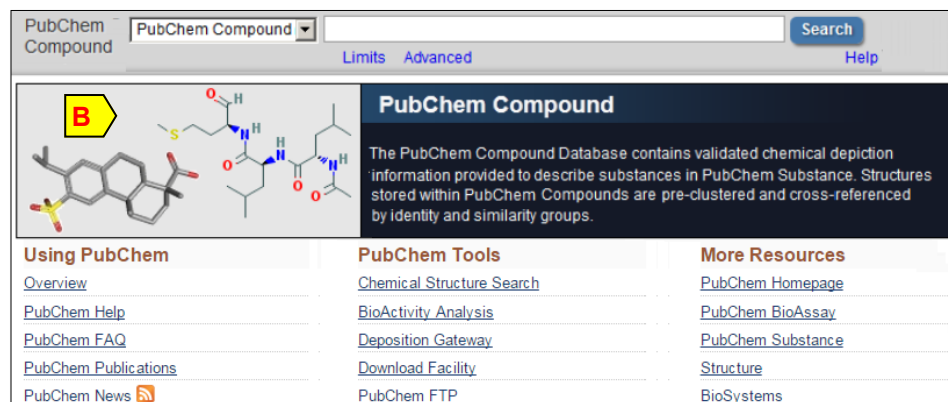 PubChem Compound
PubChem Compound
Search
Limits Advanced Help
B
O H
S N H
O N O N H
O
PubChem Compound
The PubChem Compound Database contains validated chemical depiction
information provided to describe substances in PubChem Substance. Structures
stored within PubChem Compounds are pre-clustered and cross-referenced
by identity and similarity groups.
Using PubChem PubChem Tools More Resources
Overview Chemical Structure Search PubChem Homepage
PubChem Help BioActivity Analysis PubChem BioAssay
PubChem FAQ Deposition Gateway PubChem Substance
PubChem Publications Download Facility Structure
PubChem News PubChem FTP BioSystems